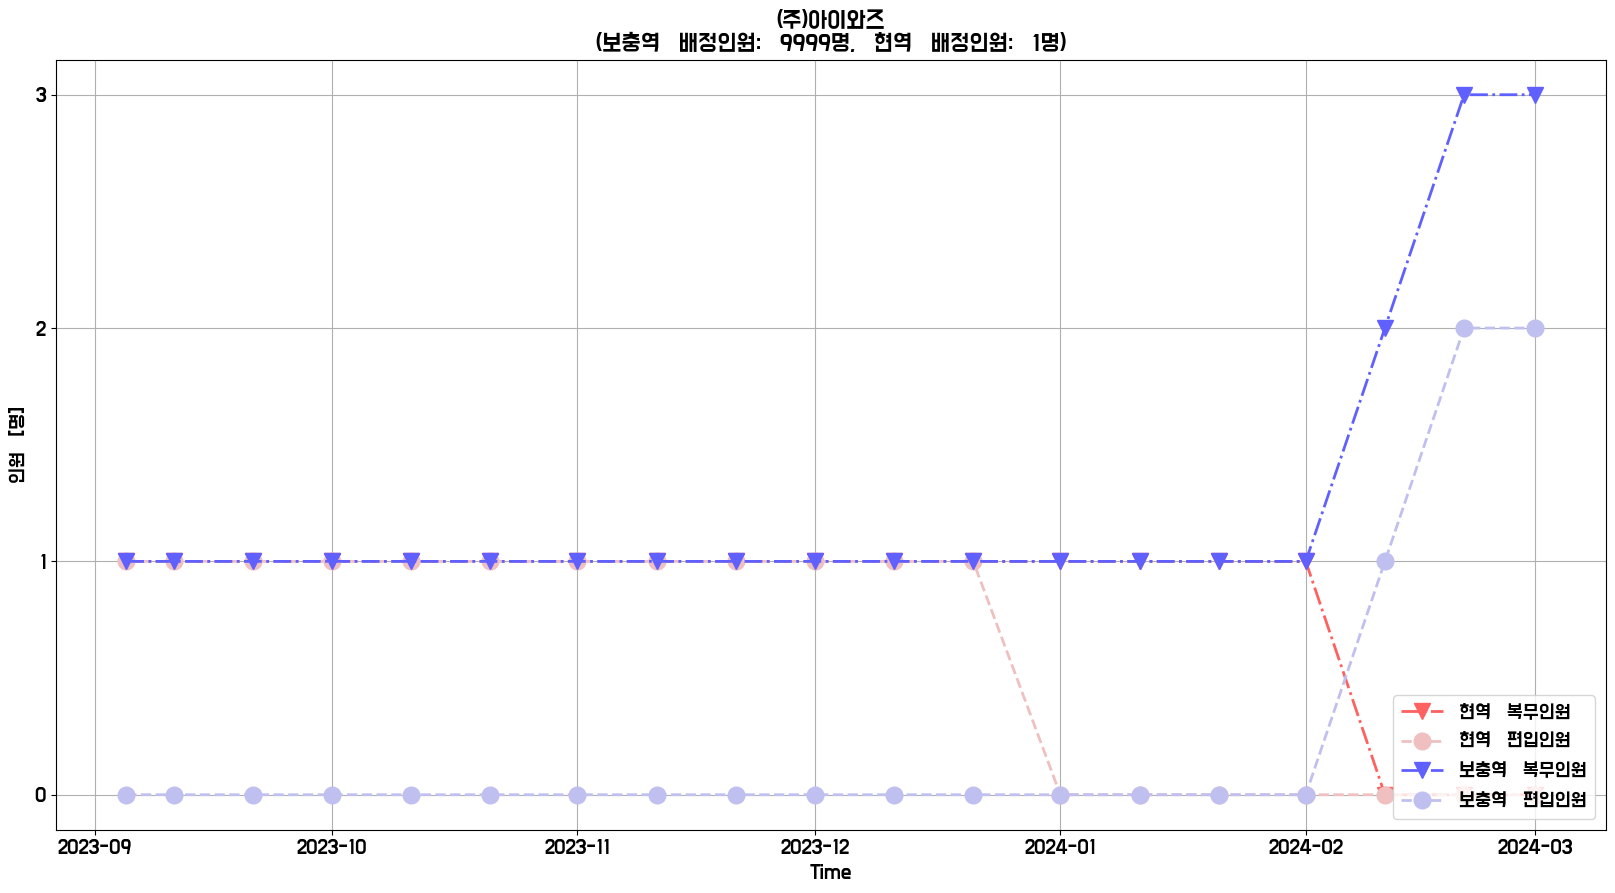 (주)아이와즈
(보충역 배정인원: 9999명, 현역 배정인원: 1명)
3
2
1
0
인원 [명]
현역 복무인원
현역 편입인원
보충역 복무인원
보충역 편입인원
2023-09 2023-10 2023-11 2023-12 2024-01 2024-02 2024-03
Time